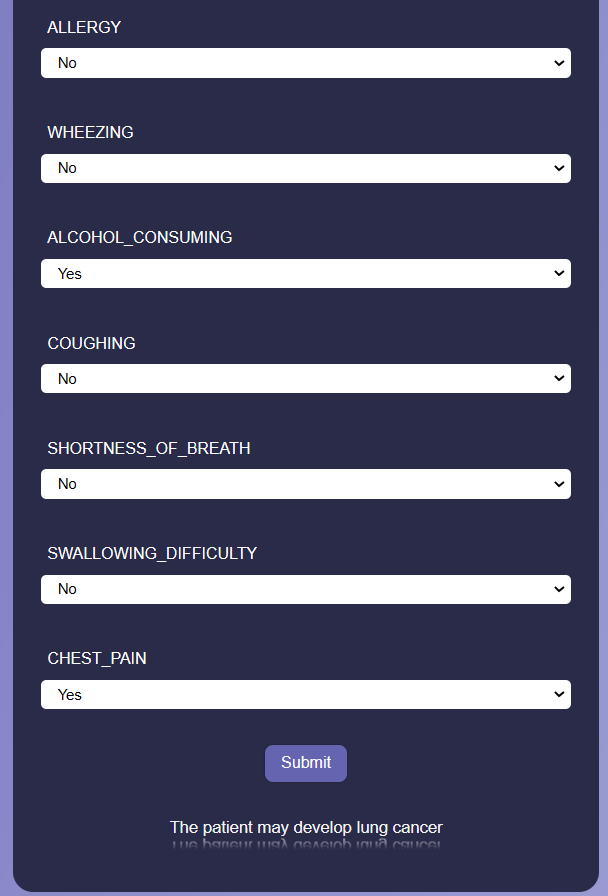 ALLERGY
No
WHEEZING
No
ALCOHOL_CONSUMING
Yes
COUGHING
No
SHORTNESS_OF_BREATH
No
SWALLOWING_DIFFICULTY
No
CHEST_PAIN
Yes
Submit
The patient may develop lung cancer